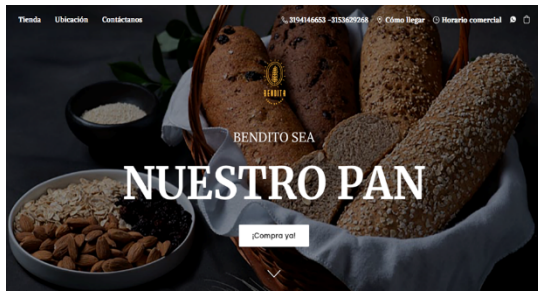 Tienda Ubicación Contáctanos 3194146653 -3153629268 Cómo llegar Horario comercial
BENDITO
BENDITO SEA
NUESTRO PAN
¡Compra ya!